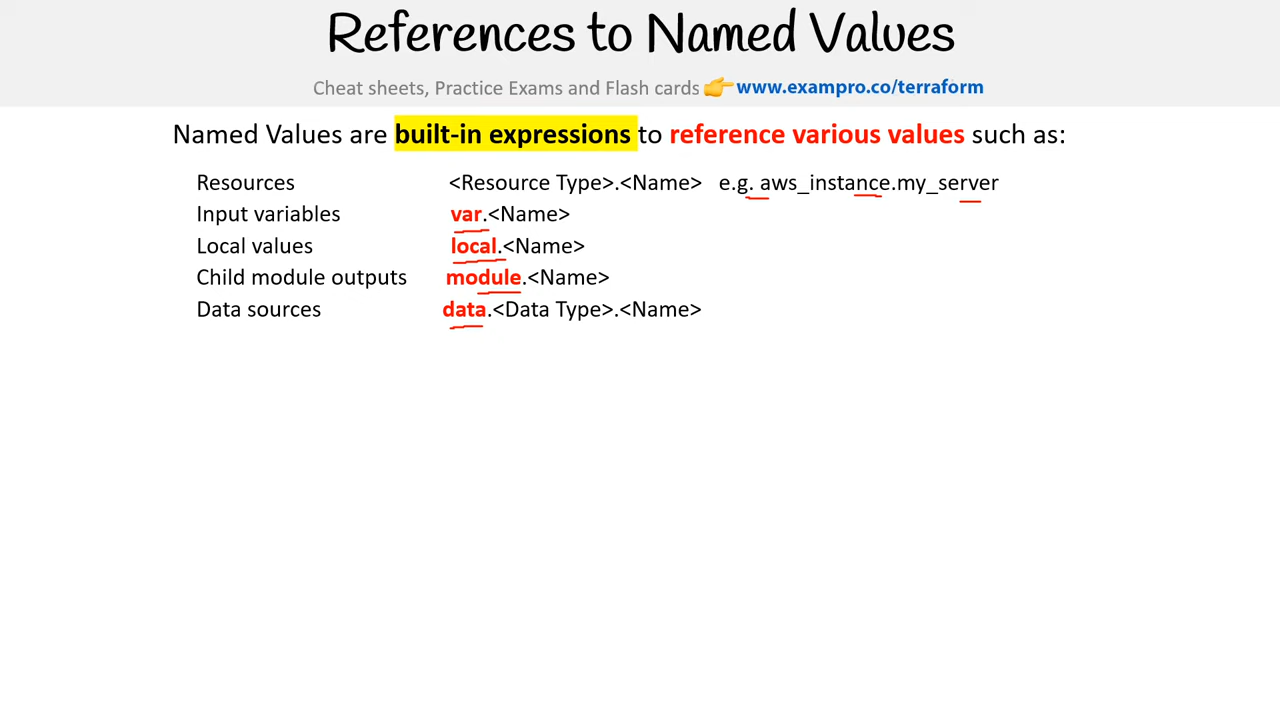 References to Named Values
Cheat sheets, Practice Exams and Flash cards 👉 www.exampro.co/terraform
Named Values are built-in expressions to reference various values such as:
Resources <Resource Type>.<Name> e.g. aws_instance.my_server
Input variables var.<Name>
Local values local.<Name>
Child module outputs module.<Name>
Data sources data.<Data Type>.<Name>